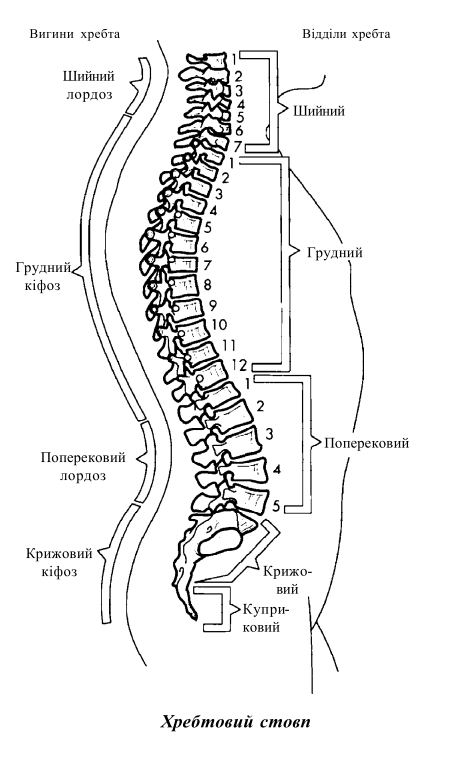 Вигини хребта
Відділи хребта
Шийний
лордоз
Грудний
кіфоз
Поперековий
лордоз
Крижовий
кіфоз
1
2
3
4
5
6
7
1
2
3
4
5
6
7
8
9
10
11
12
1
2
3
4
5
Шийний
Грудний
Поперековий
Крижо-
вий
Купри-
ковий
Хребтовий стовп